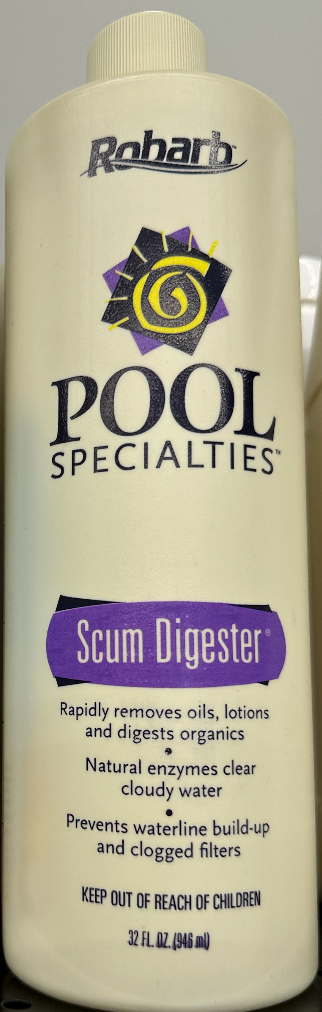 Robarb™
POOL
SPECIALTIES™
Scum Digester®
Rapidly removes oils, lotions
and digests organics
•
Natural enzymes clear
cloudy water
•
Prevents waterline build-up
and clogged filters
KEEP OUT OF REACH OF CHILDREN
32 FL. OZ. (946 ml)